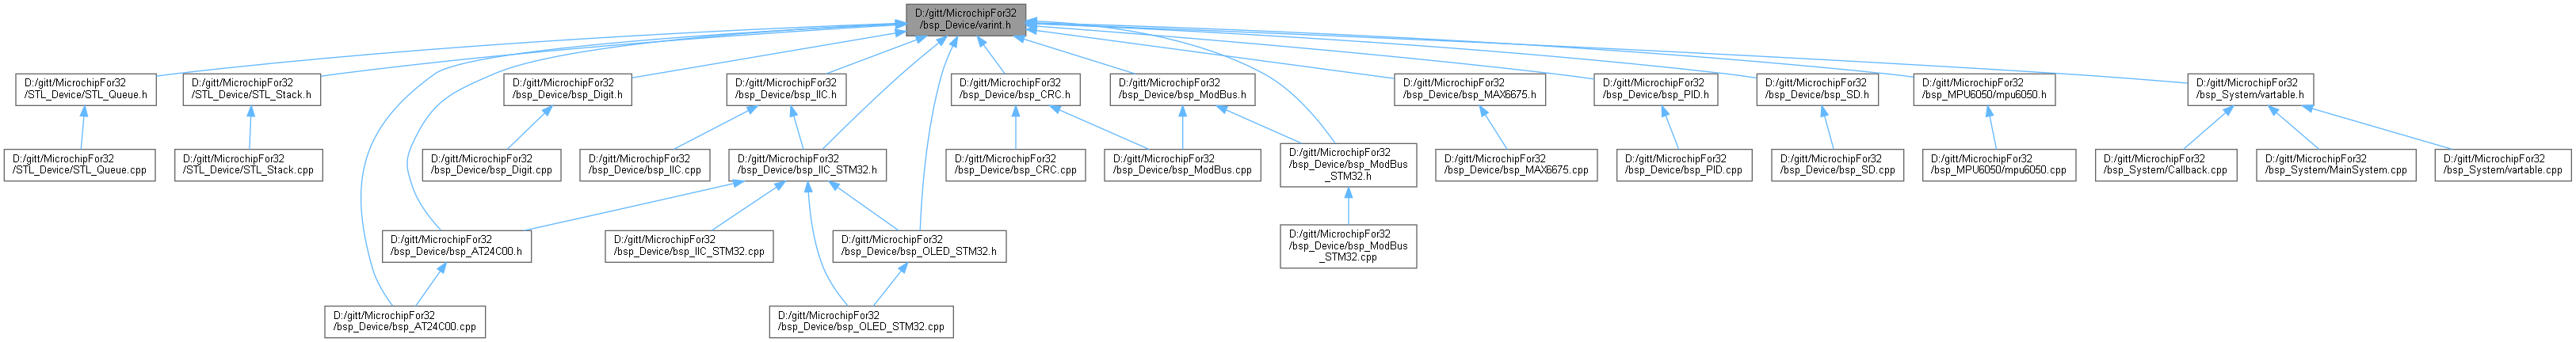 D:/gitt/MicrochipFor32
/bsp_Device/varint.h
D:/gitt/MicrochipFor32
/STL_Device/STL_Queue.h
D:/gitt/MicrochipFor32
/STL_Device/STL_Stack.h
D:/gitt/MicrochipFor32
/bsp_Device/bsp_Digit.h
D:/gitt/MicrochipFor32
/bsp_Device/bsp_IIC.h
D:/gitt/MicrochipFor32
/bsp_Device/bsp_CRC.h
D:/gitt/MicrochipFor32
/bsp_Device/bsp_ModBus.h
D:/gitt/MicrochipFor32
/bsp_Device/bsp_MAX6675.h
D:/gitt/MicrochipFor32
/bsp_Device/bsp_PID.h
D:/gitt/MicrochipFor32
/bsp_Device/bsp_SD.h
D:/gitt/MicrochipFor32
/bsp_MPU6050/mpu6050.h
D:/gitt/MicrochipFor32
/bsp_System/vartable.h
D:/gitt/MicrochipFor32
/STL_Device/STL_Queue.cpp
D:/gitt/MicrochipFor32
/STL_Device/STL_Stack.cpp
D:/gitt/MicrochipFor32
/bsp_Device/bsp_Digit.cpp
D:/gitt/MicrochipFor32
/bsp_Device/bsp_IIC.cpp
D:/gitt/MicrochipFor32
/bsp_Device/bsp_IIC_STM32.h
D:/gitt/MicrochipFor32
/bsp_Device/bsp_CRC.cpp
D:/gitt/MicrochipFor32
/bsp_Device/bsp_ModBus.cpp
D:/gitt/MicrochipFor32
/bsp_Device/bsp_ModBus
_STM32.h
D:/gitt/MicrochipFor32
/bsp_Device/bsp_MAX6675.cpp
D:/gitt/MicrochipFor32
/bsp_Device/bsp_PID.cpp
D:/gitt/MicrochipFor32
/bsp_Device/bsp_SD.cpp
D:/gitt/MicrochipFor32
/bsp_MPU6050/mpu6050.cpp
D:/gitt/MicrochipFor32
/bsp_System/Callback.cpp
D:/gitt/MicrochipFor32
/bsp_System/MainSystem.cpp
D:/gitt/MicrochipFor32
/bsp_System/vartable.cpp
D:/gitt/MicrochipFor32
/bsp_Device/bsp_AT24C00.h
D:/gitt/MicrochipFor32
/bsp_Device/bsp_IIC_STM32.cpp
D:/gitt/MicrochipFor32
/bsp_Device/bsp_OLED_STM32.h
D:/gitt/MicrochipFor32
/bsp_Device/bsp_ModBus
_STM32.cpp
D:/gitt/MicrochipFor32
/bsp_Device/bsp_AT24C00.cpp
D:/gitt/MicrochipFor32
/bsp_Device/bsp_OLED_STM32.cpp